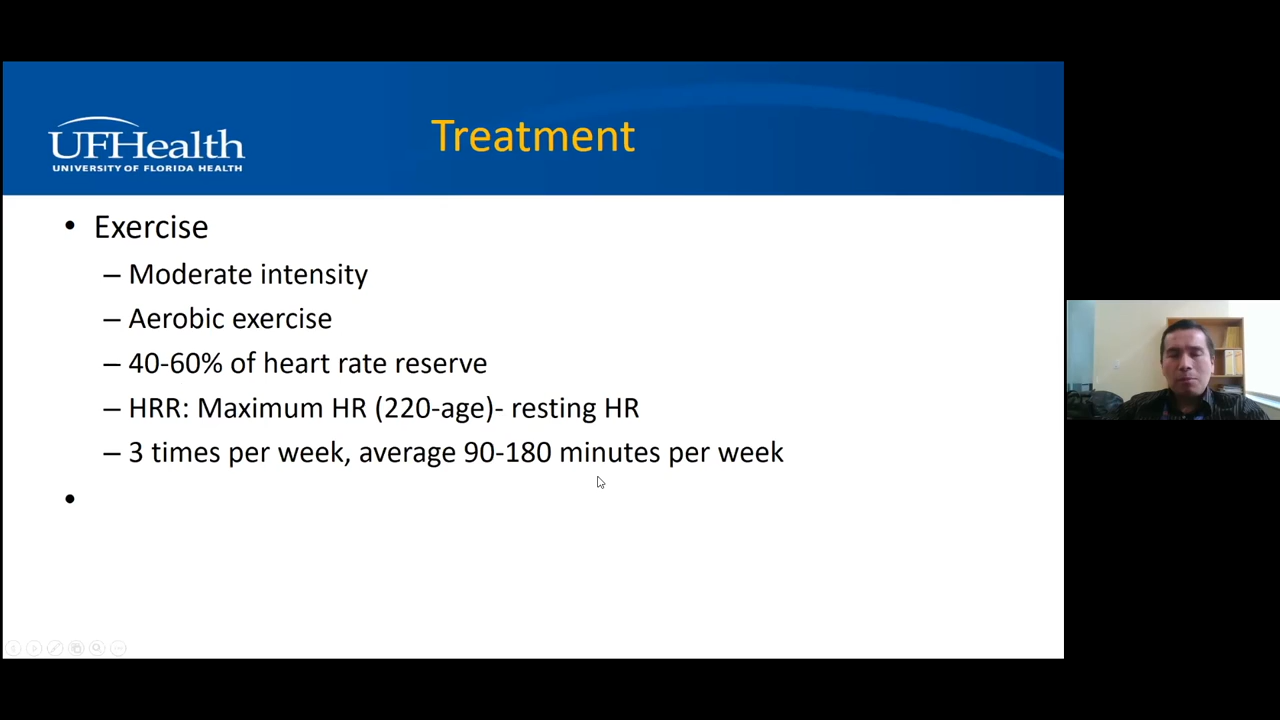 UFHealth
UNIVERSITY OF FLORIDA HEALTH
Treatment
• Exercise
– Moderate intensity
– Aerobic exercise
– 40-60% of heart rate reserve
– HRR: Maximum HR (220-age)- resting HR
– 3 times per week, average 90-180 minutes per week
•